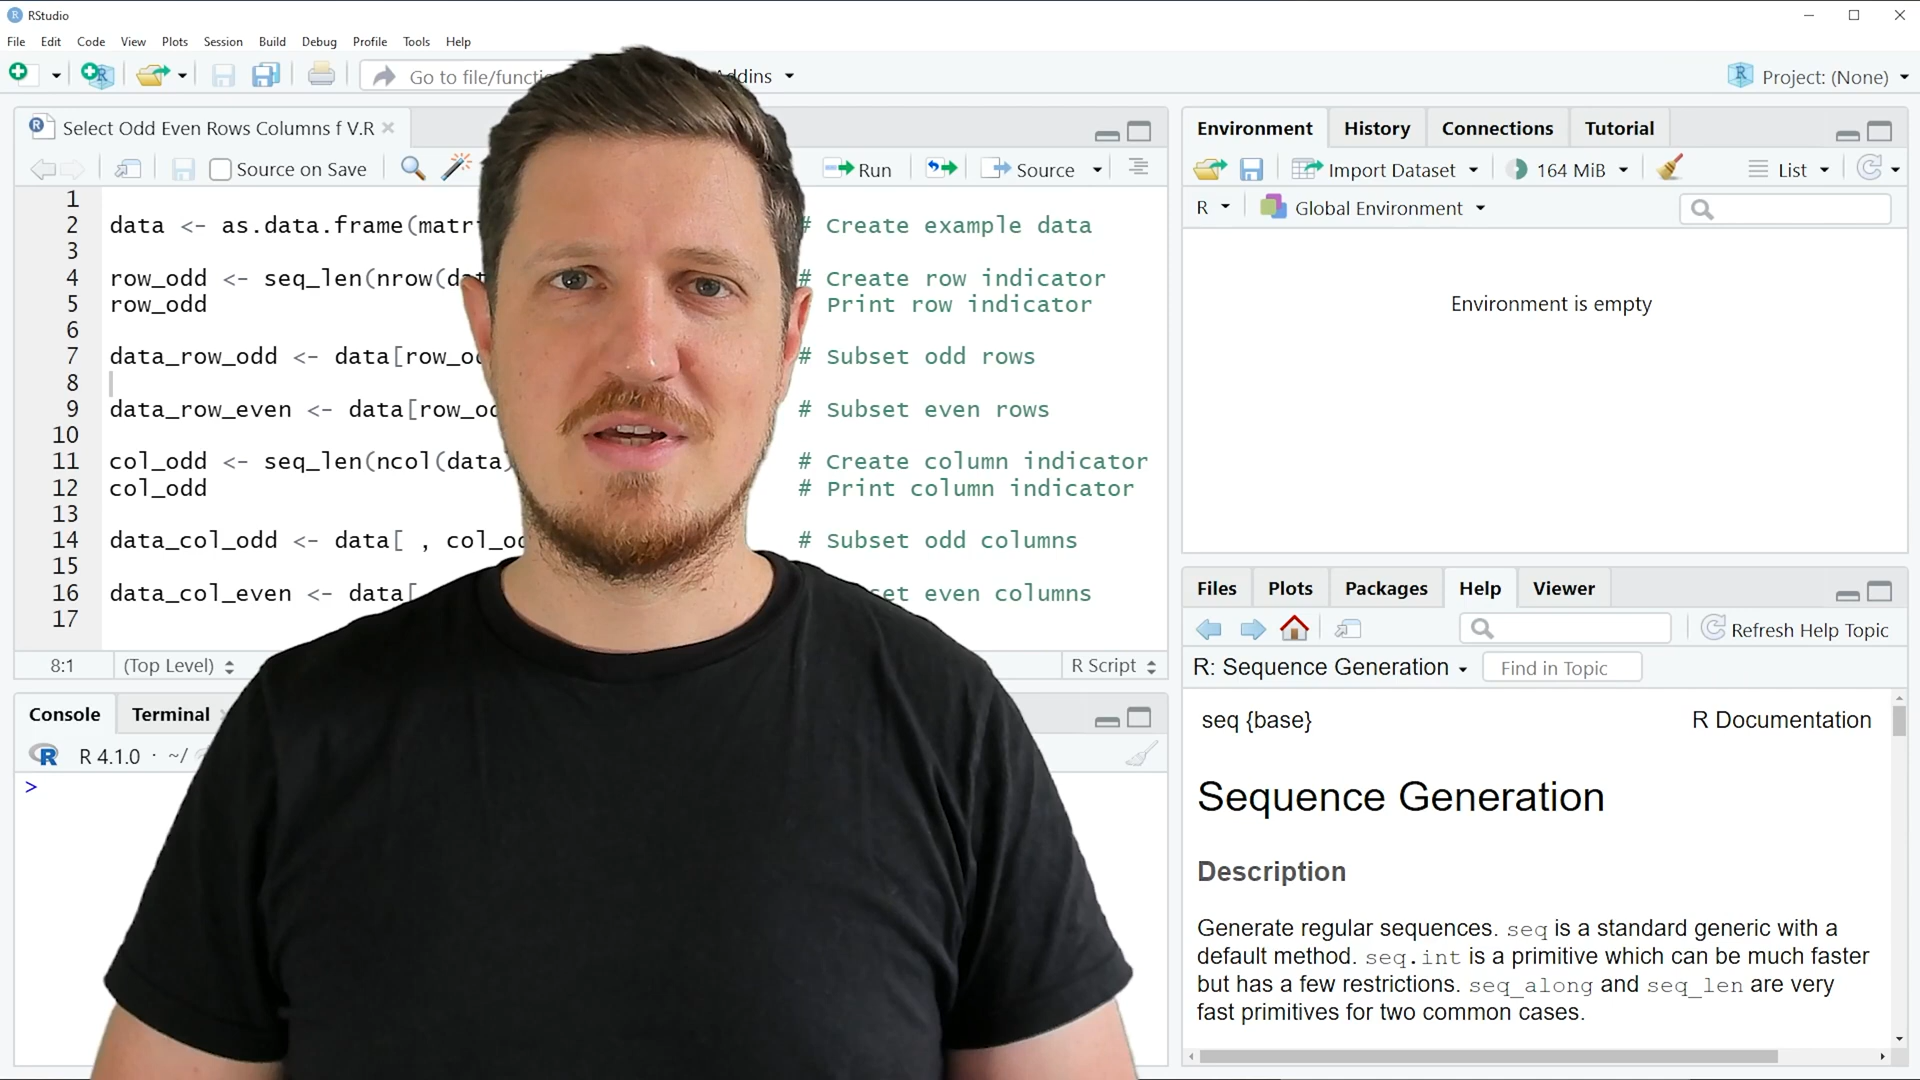 RStudio
File Edit Code View Plots Session Build Debug Profile Tools Help
Go to file/functi Addins Project: (None)
Select Odd Even Rows Columns f V.R
Source on Save Run Source
1
2 data <- as.data.frame(matr # Create example data
3
4 row_odd <- seq_len(nrow(da # Create row indicator
5 row_odd Print row indicator
6
7 data_row_odd <- data[row_od # Subset odd rows
8
9 data_row_even <- data[row_od # Subset even rows
10
11 col_odd <- seq_len(ncol(data) # Create column indicator
12 col_odd # Print column indicator
13
14 data_col_odd <- data[ , col_od # Subset odd columns
15
16 data_col_even <- data[ set even columns
17
8:1 (Top Level) R Script
Console Terminal
R 4.1.0 · ~/
>
Environment History Connections Tutorial
Import Dataset 164 MiB List
R Global Environment
Environment is empty
Files Plots Packages Help Viewer
Refresh Help Topic
R: Sequence Generation Find in Topic
seq {base} R Documentation
Sequence Generation
Description
Generate regular sequences. seq is a standard generic with a
default method. seq.int is a primitive which can be much faster
but has a few restrictions. seq_along and seq_len are very
fast primitives for two common cases.